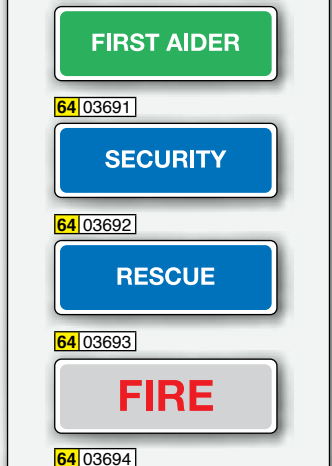 FIRST AIDER
64 03691
SECURITY
64 03692
RESCUE
64 03693
FIRE
64 03694